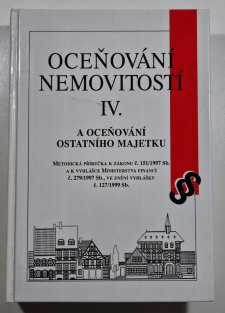 OCEŇOVÁNÍ
NEMOVITOSTÍ
IV.
A OCEŇOVÁNÍ
OSTATNÍHO MAJETKU
METODICKÁ PŘÍRUČKA K ZÁKONU č. 151/1997 Sb.
A K VYHLÁŠCE MINISTERSTVA FINANCÍ
č. 279/1997 Sb., VE ZNĚNÍ VYHLÁŠKY
č. 127/1999 Sb.
§